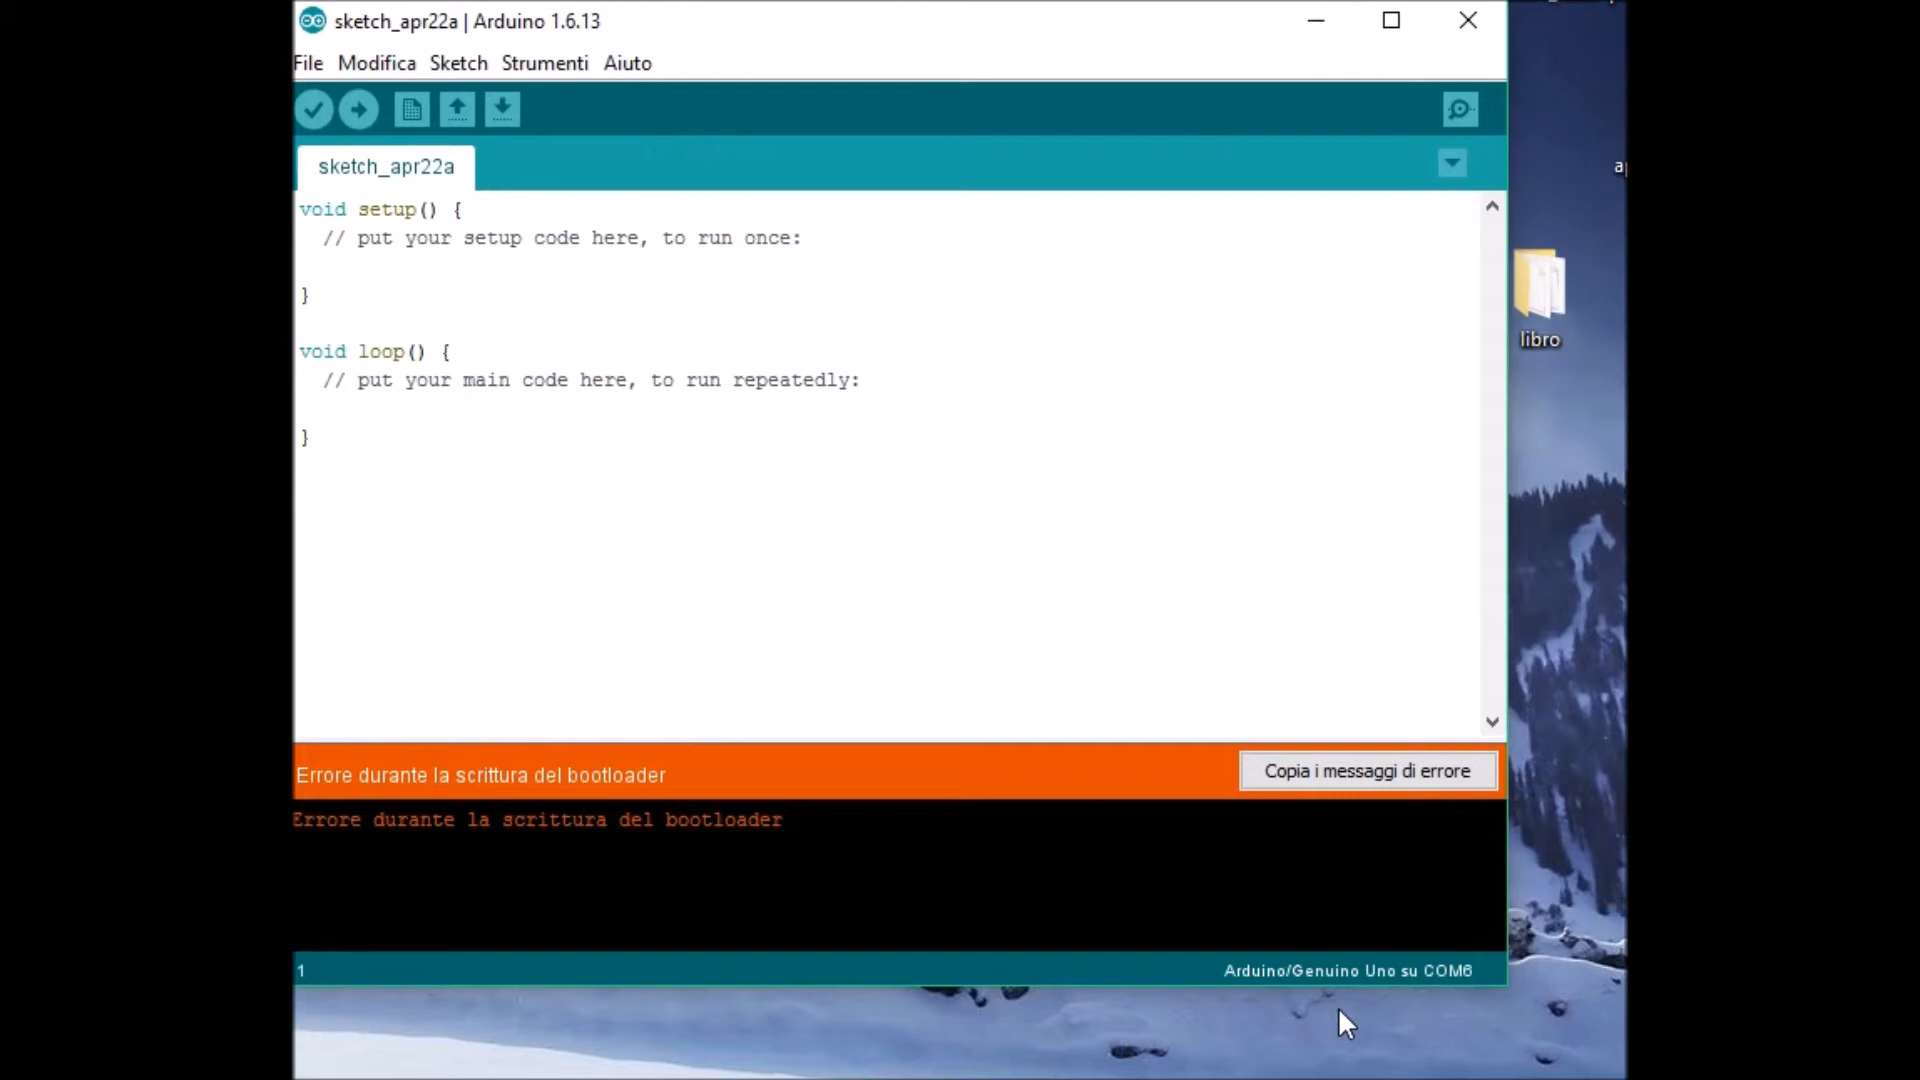 sketch_apr22a | Arduino 1.6.13
File Modifica Sketch Strumenti Aiuto
sketch_apr22a
void setup() {
  // put your setup code here, to run once:
}
void loop() {
  // put your main code here, to run repeatedly:
}
libro
Errore durante la scrittura del bootloader
Copia i messaggi di errore
Errore durante la scrittura del bootloader
1
Arduino/Genuino Uno su COM6